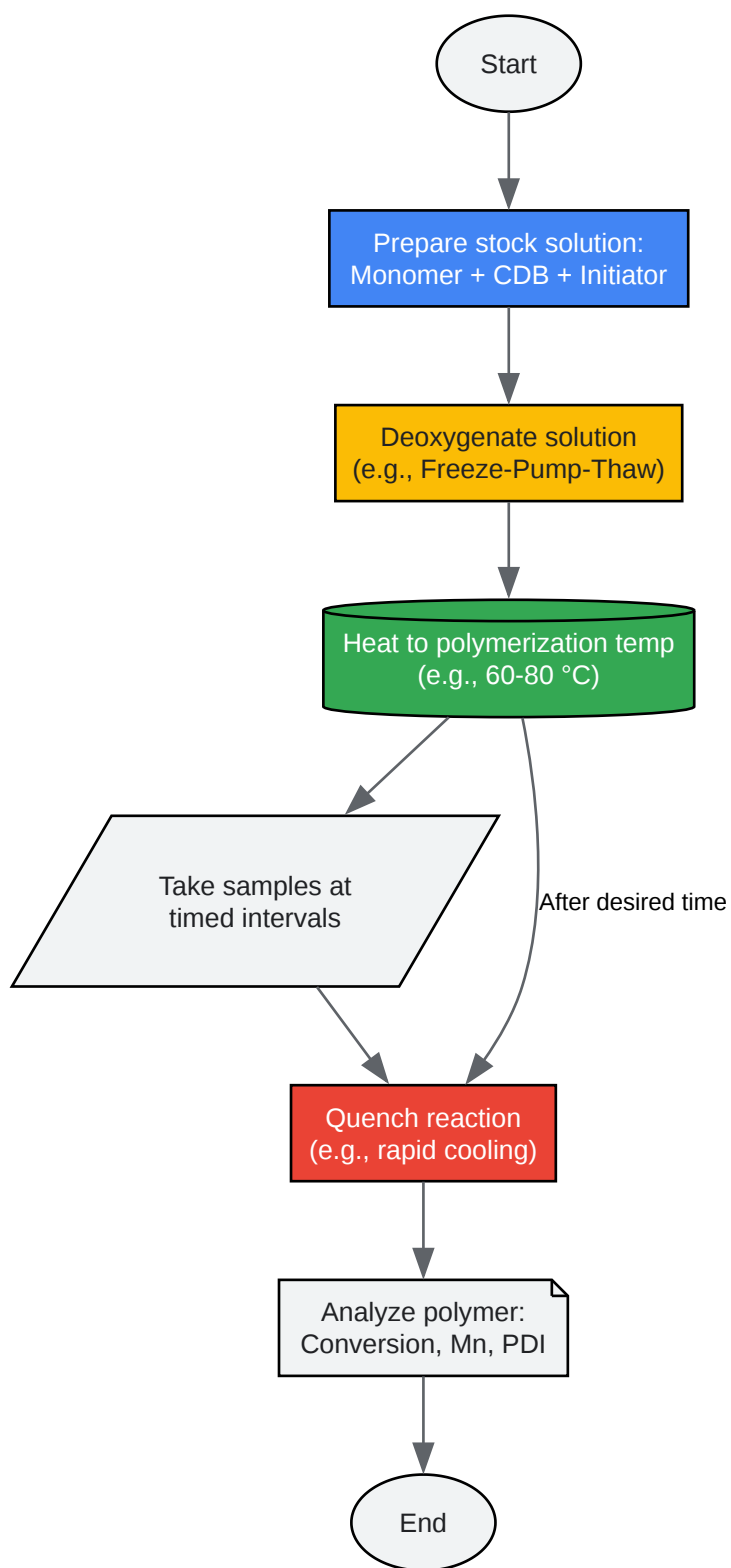 Start
Prepare stock solution:
Monomer + CDB + Initiator
Deoxygenate solution
(e.g., Freeze-Pump-Thaw)
Heat to polymerization temp
(e.g., 60-80 °C)
Take samples at
timed intervals
After desired time
Quench reaction
(e.g., rapid cooling)
Analyze polymer:
Conversion, Mn, PDI
End